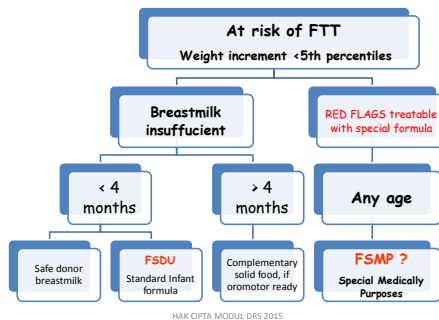 At risk of FTT
Weight increment <5th percentiles
Breastmilk
insuffucient
RED FLAGS treatable
with special formula
< 4
months
> 4
months
Any age
Safe donor
breastmilk
FSDU
Standard Infant
formula
Complementary
solid food, if
oromotor ready
FSMP ?
Special Medically
Purposes
HAK CIPTA MODUL DRS 2015